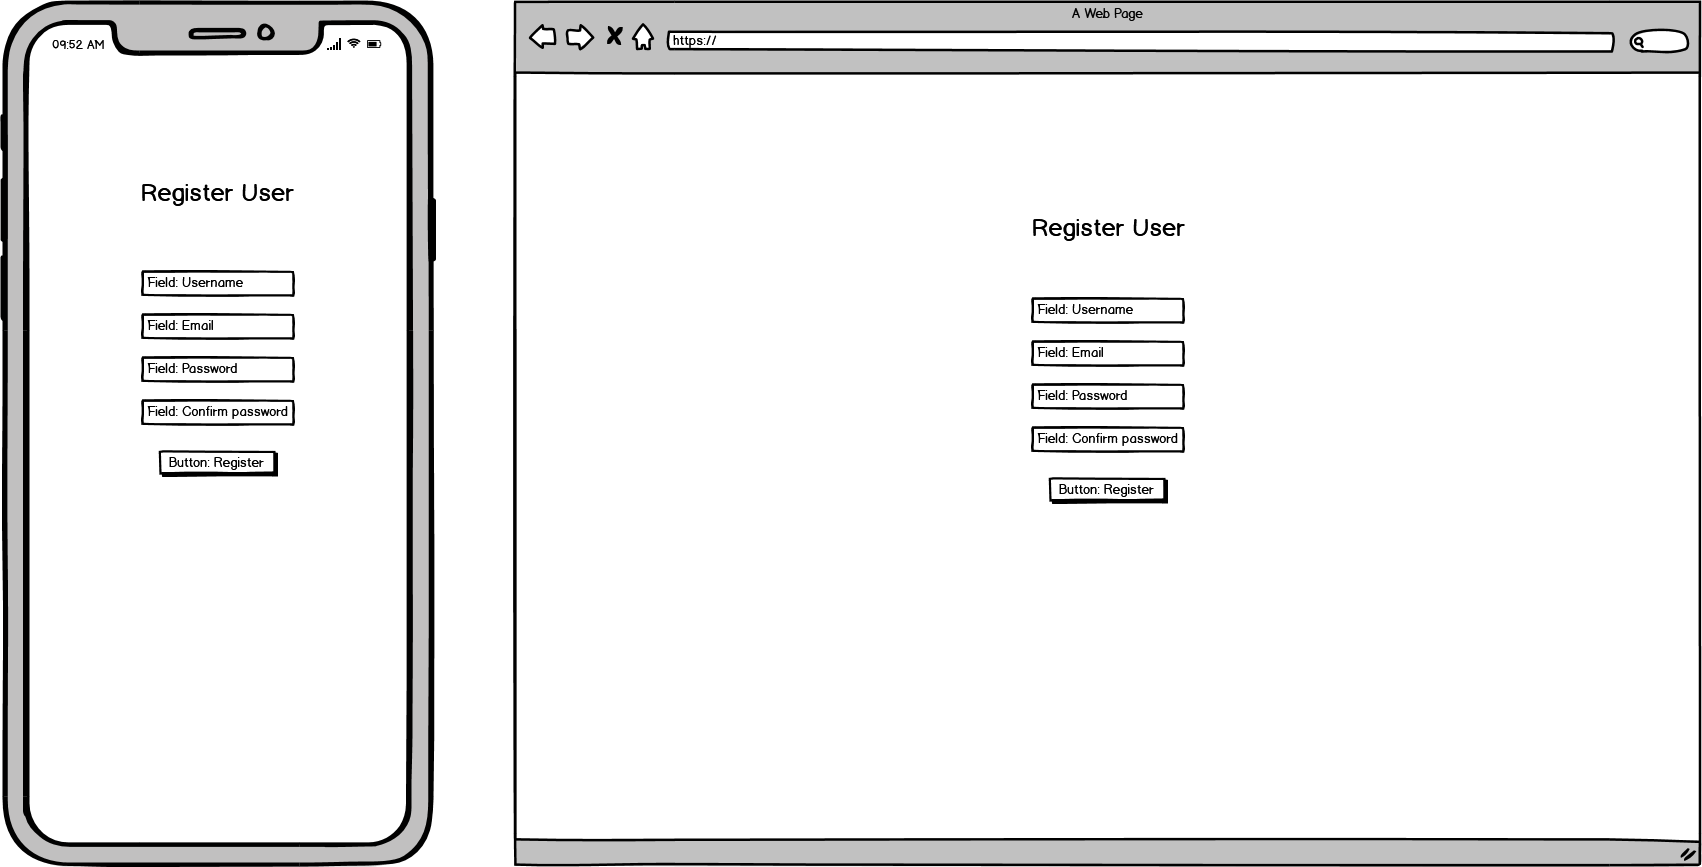 09:52 AM
Register User
Field: Username
Field: Email
Field: Password
Field: Confirm password
Button: Register
A Web Page
https://
Register User
Field: Username
Field: Email
Field: Password
Field: Confirm password
Button: Register